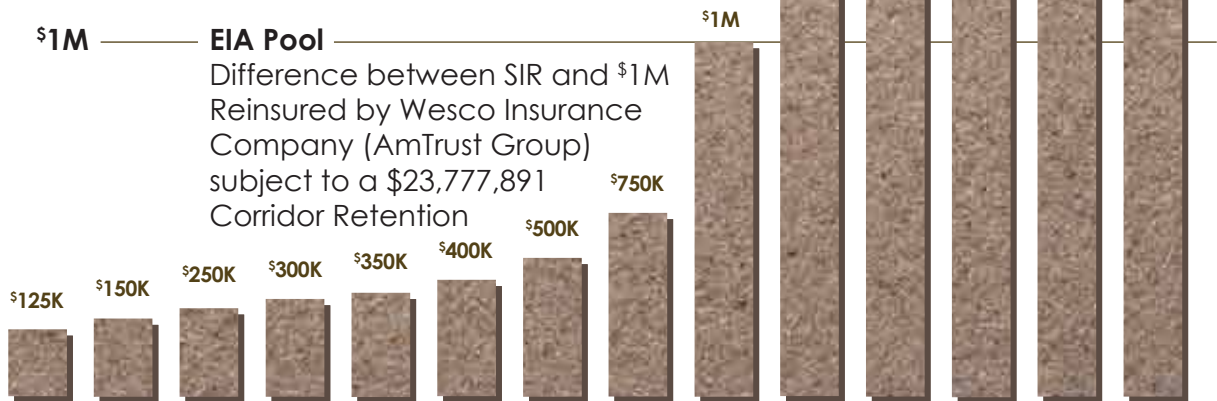 $1M
EIA Pool
Difference between SIR and $1M
Reinsured by Wesco Insurance
Company (AmTrust Group)
subject to a $23,777,891
Corridor Retention
$125K
$150K
$250K
$300K
$350K
$400K
$500K
$750K
$1M